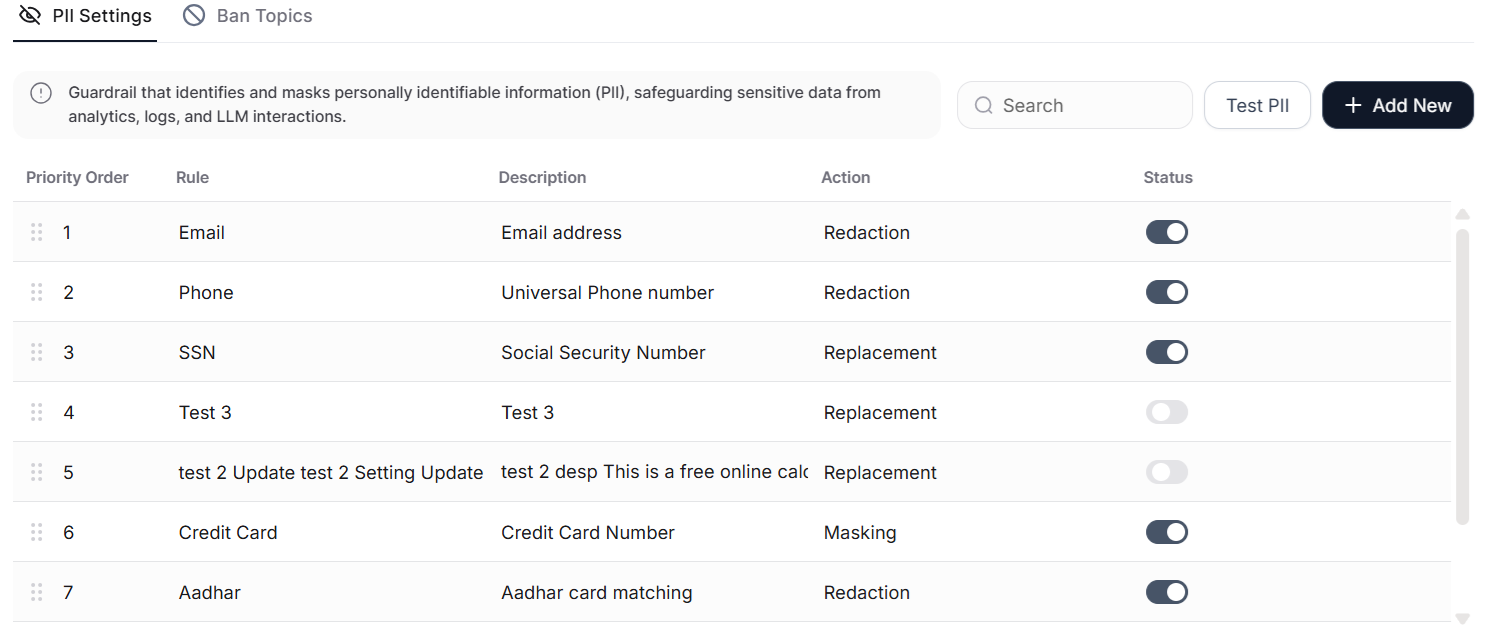 PII Settings Ban Topics
Guardrail that identifies and masks personally identifiable information (PII), safeguarding sensitive data from
analytics, logs, and LLM interactions.
Search Test PII + Add New
Priority Order Rule Description Action Status
1 Email Email address Redaction
2 Phone Universal Phone number Redaction
3 SSN Social Security Number Replacement
4 Test 3 Test 3 Replacement
5 test 2 Update test 2 Setting Update test 2 desp This is a free online Replacement
6 Credit Card Credit Card Number Masking
7 Aadhar Aadhar card matching Redaction